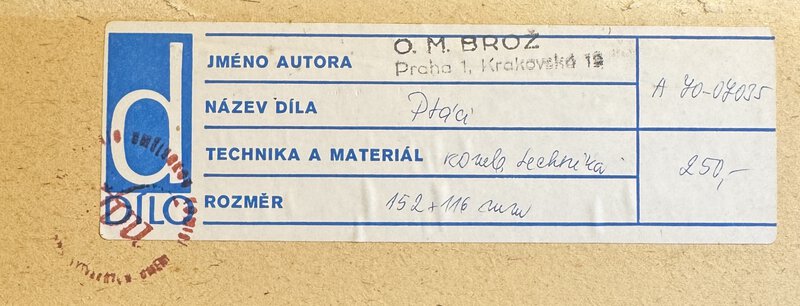 d
DÍLO
JMÉNO AUTORA O. M. BROŽ
Praha 1, Krakovská 19
NÁZEV DÍLA Ptáci
TECHNIKA A MATERIÁL komb. technika
ROZMĚR 152 × 116 mm
A 70-07035
250,-